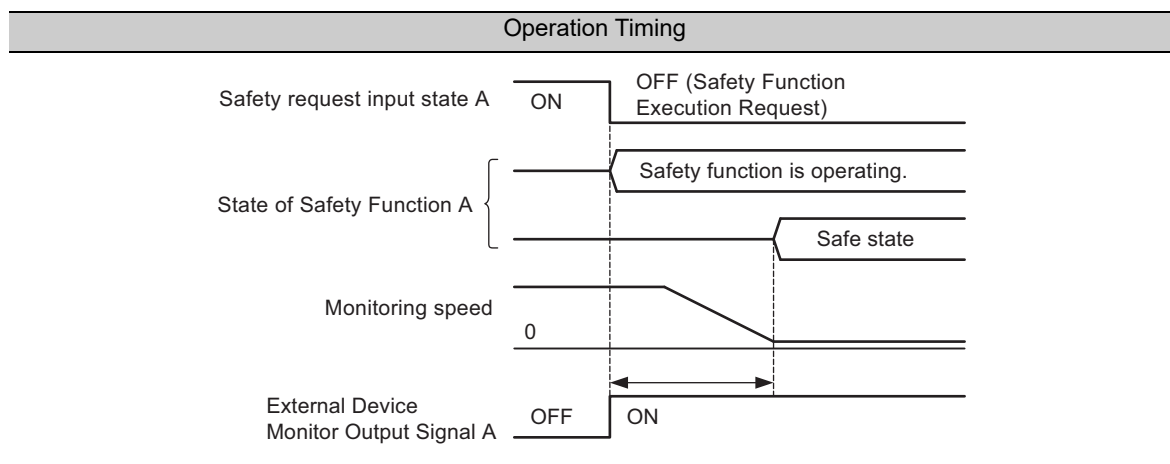 Operation Timing
Safety request input state A
ON
OFF (Safety Function
Execution Request)
State of Safety Function A
Safety function is operating.
Safe state
Monitoring speed
0
External Device
Monitor Output Signal A
OFF
ON